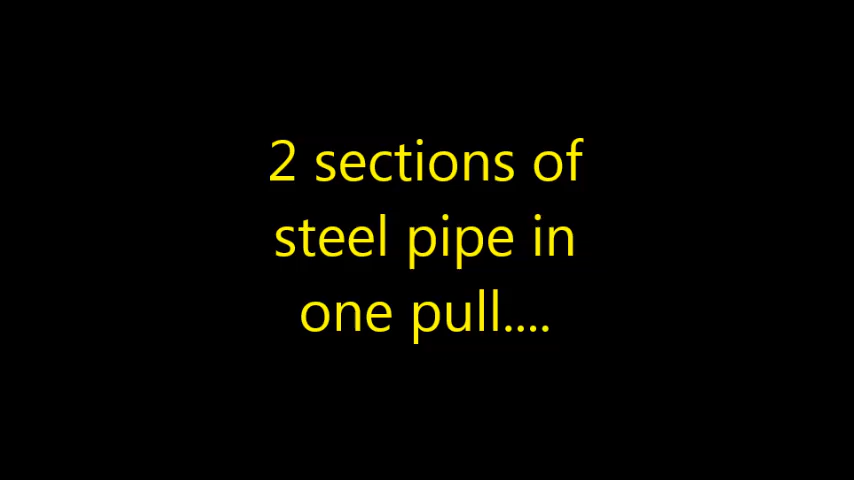 2 sections of
steel pipe in
one pull....